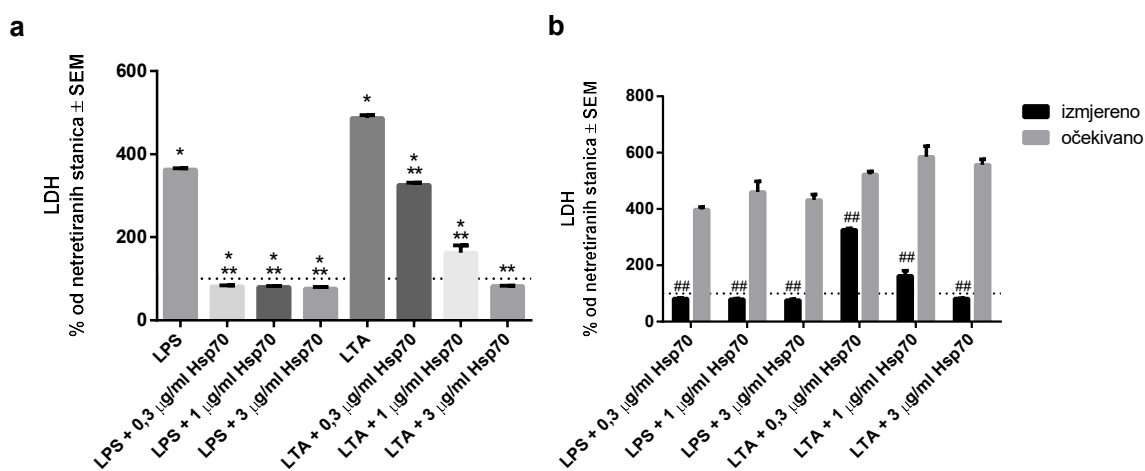 a
LDH
% od netretiranih stanica ± SEM
600
400
200
0
*
*
**
*
**
*
**
*
*
**
*
**
**
LPS
LPS + 0,3 µg/ml Hsp70
LPS + 1 µg/ml Hsp70
LPS + 3 µg/ml Hsp70
LTA
LTA + 0,3 µg/ml Hsp70
LTA + 1 µg/ml Hsp70
LTA + 3 µg/ml Hsp70
b
LDH
% od netretiranih stanica ± SEM
800
600
400
200
0
##
##
##
##
##
##
LPS + 0,3 µg/ml Hsp70
LPS + 1 µg/ml Hsp70
LPS + 3 µg/ml Hsp70
LTA + 0,3 µg/ml Hsp70
LTA + 1 µg/ml Hsp70
LTA + 3 µg/ml Hsp70
izmjereno
očekivano